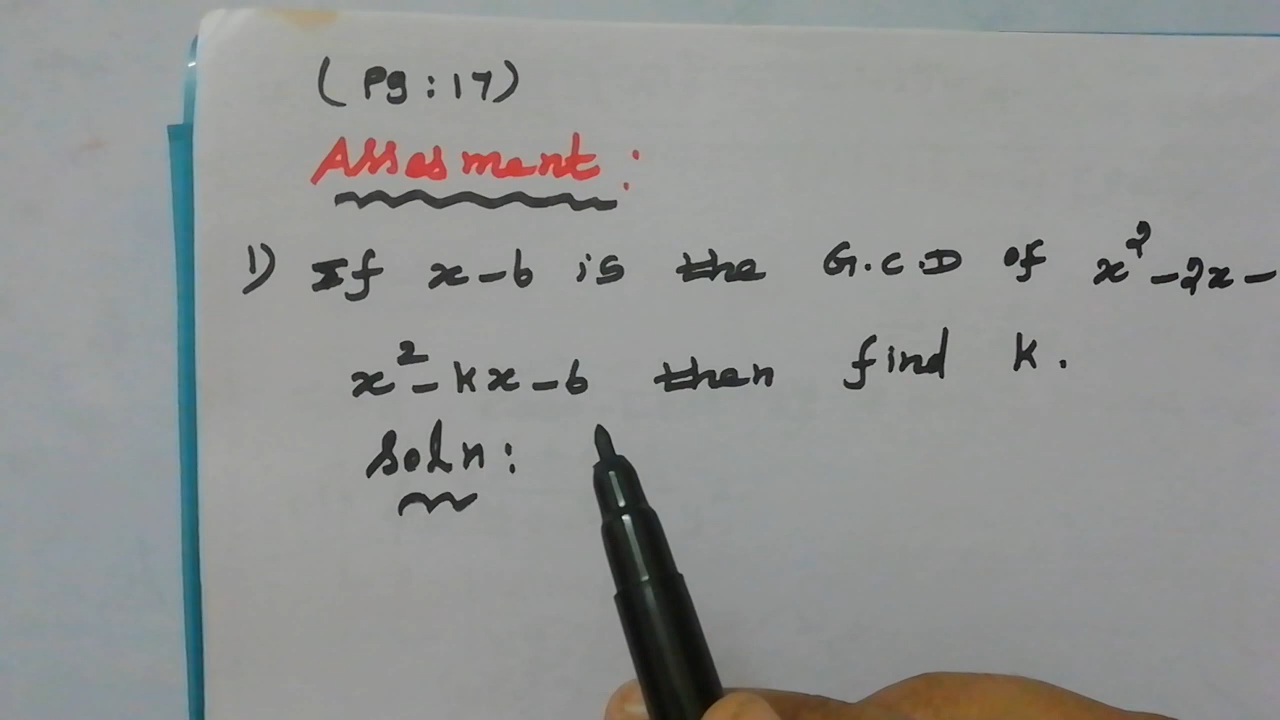 (Pg:17)
Assesment:
1) If x-6 is the G.C.D of x²-2x-
x²-kx-6 then find k.
Soln: